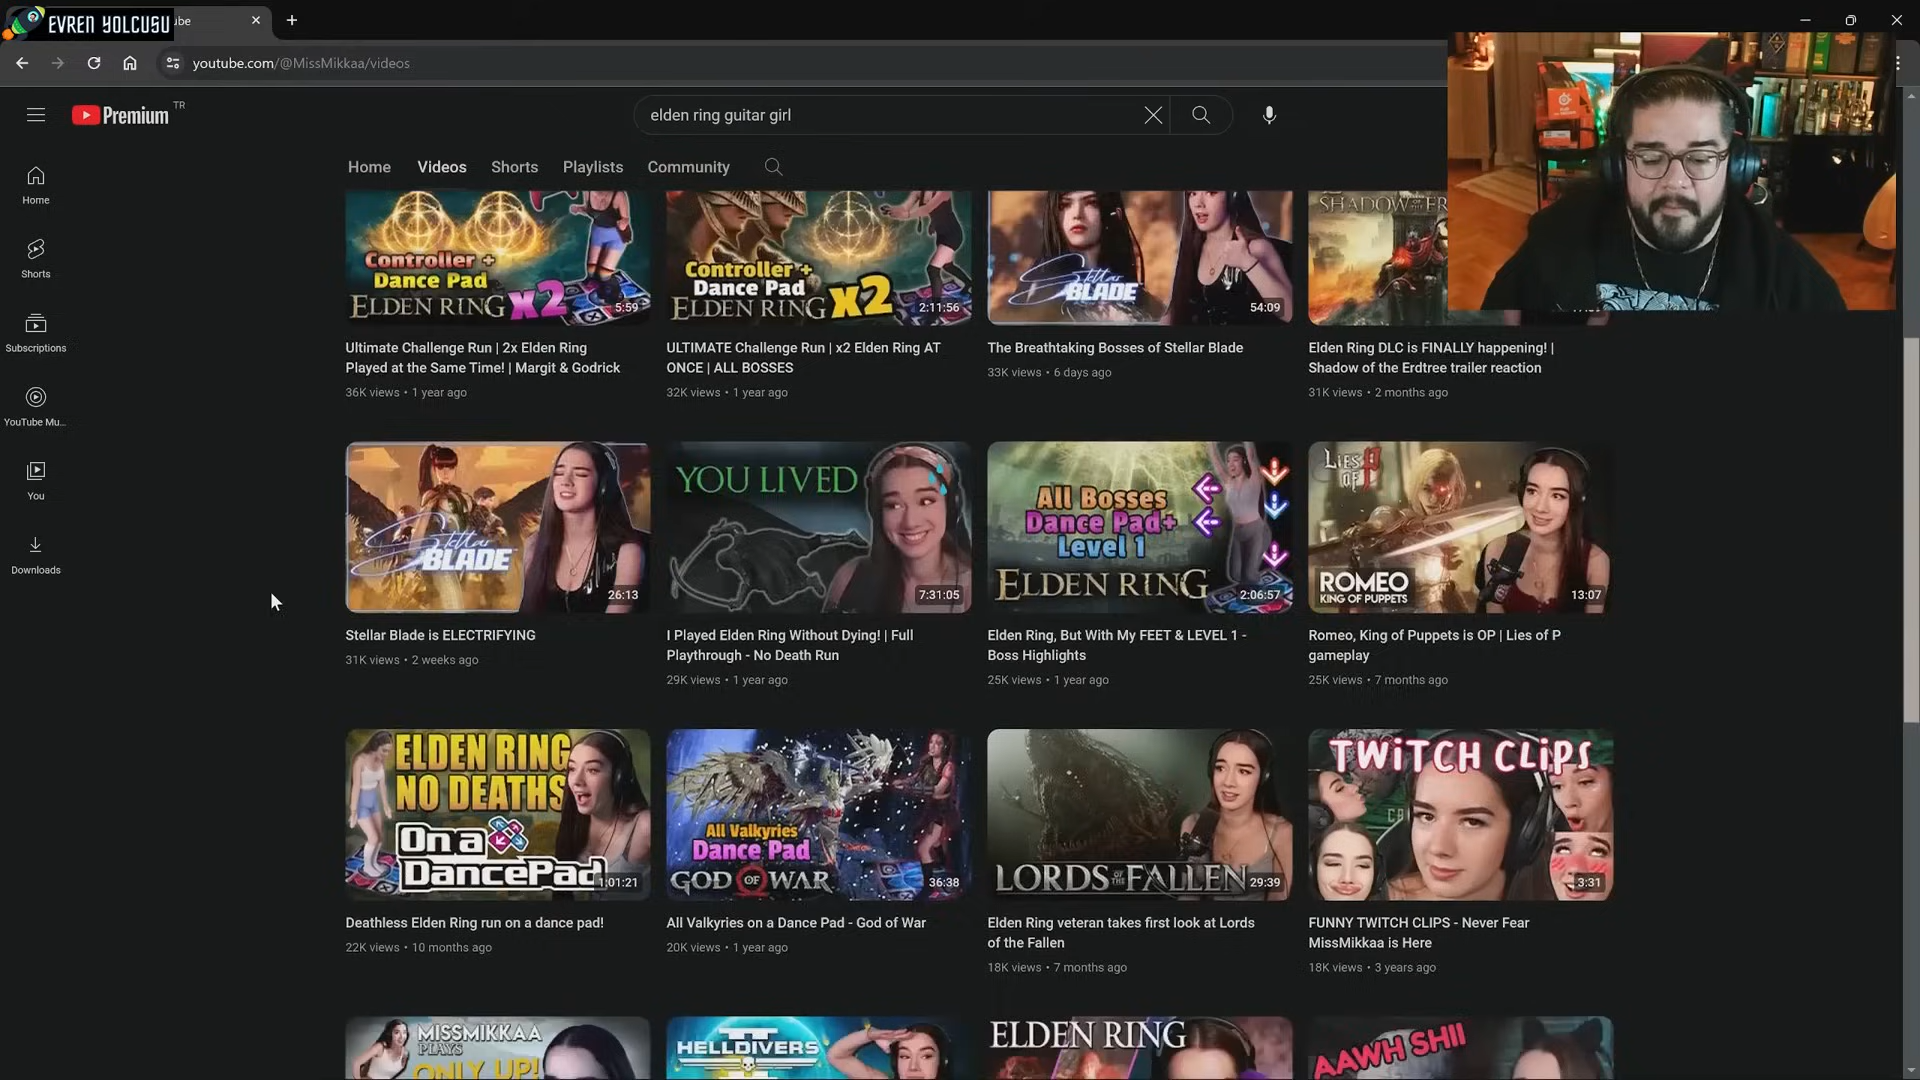 EVREN YOLCUSU
ube
youtube.com/@MissMikkaa/videos
Premium TR
elden ring guitar girl
Home Videos Shorts Playlists Community
Home
Shorts
Subscriptions
YouTube Mu...
You
Downloads
Controller +
Dance Pad
ELDEN RING x2
5:59
Ultimate Challenge Run | 2x Elden Ring
Played at the Same Time! | Margit & Godrick
36K views • 1 year ago
Controller +
Dance Pad
ELDEN RING x2
2:11:56
ULTIMATE Challenge Run | x2 Elden Ring AT
ONCE | ALL BOSSES
32K views • 1 year ago
Stellar
BLADE
54:09
The Breathtaking Bosses of Stellar Blade
33K views • 6 days ago
Elden Ring DLC is FINALLY happening! |
Shadow of the Erdtree trailer reaction
31K views • 2 months ago
Stellar
BLADE
26:13
Stellar Blade is ELECTRIFYING
31K views • 2 weeks ago
YOU LIVED
7:31:05
I Played Elden Ring Without Dying! | Full
Playthrough - No Death Run
29K views • 1 year ago
All Bosses
Dance Pad+
Level 1
ELDEN RING
2:06:57
Elden Ring, But With My FEET & LEVEL 1 -
Boss Highlights
25K views • 1 year ago
LIES
of P
ROMEO
KING OF PUPPETS
13:07
Romeo, King of Puppets is OP | Lies of P
gameplay
25K views • 7 months ago
ELDEN RING
NO DEATHS
On a
DancePad
1:01:21
Deathless Elden Ring run on a dance pad!
22K views • 10 months ago
All Valkyries
Dance Pad
GOD OF WAR
36:38
All Valkyries on a Dance Pad - God of War
20K views • 1 year ago
LORDS OF THE FALLEN
29:39
Elden Ring veteran takes first look at Lords
of the Fallen
18K views • 7 months ago
TWiTCH CLiPS
3:31
FUNNY TWITCH CLIPS - Never Fear
MissMikkaa is Here
18K views • 3 years ago
MISSMIKKAA
PLAYS
ONLY UP!
HELLDIVERS
ELDEN RING
AAWH SHII